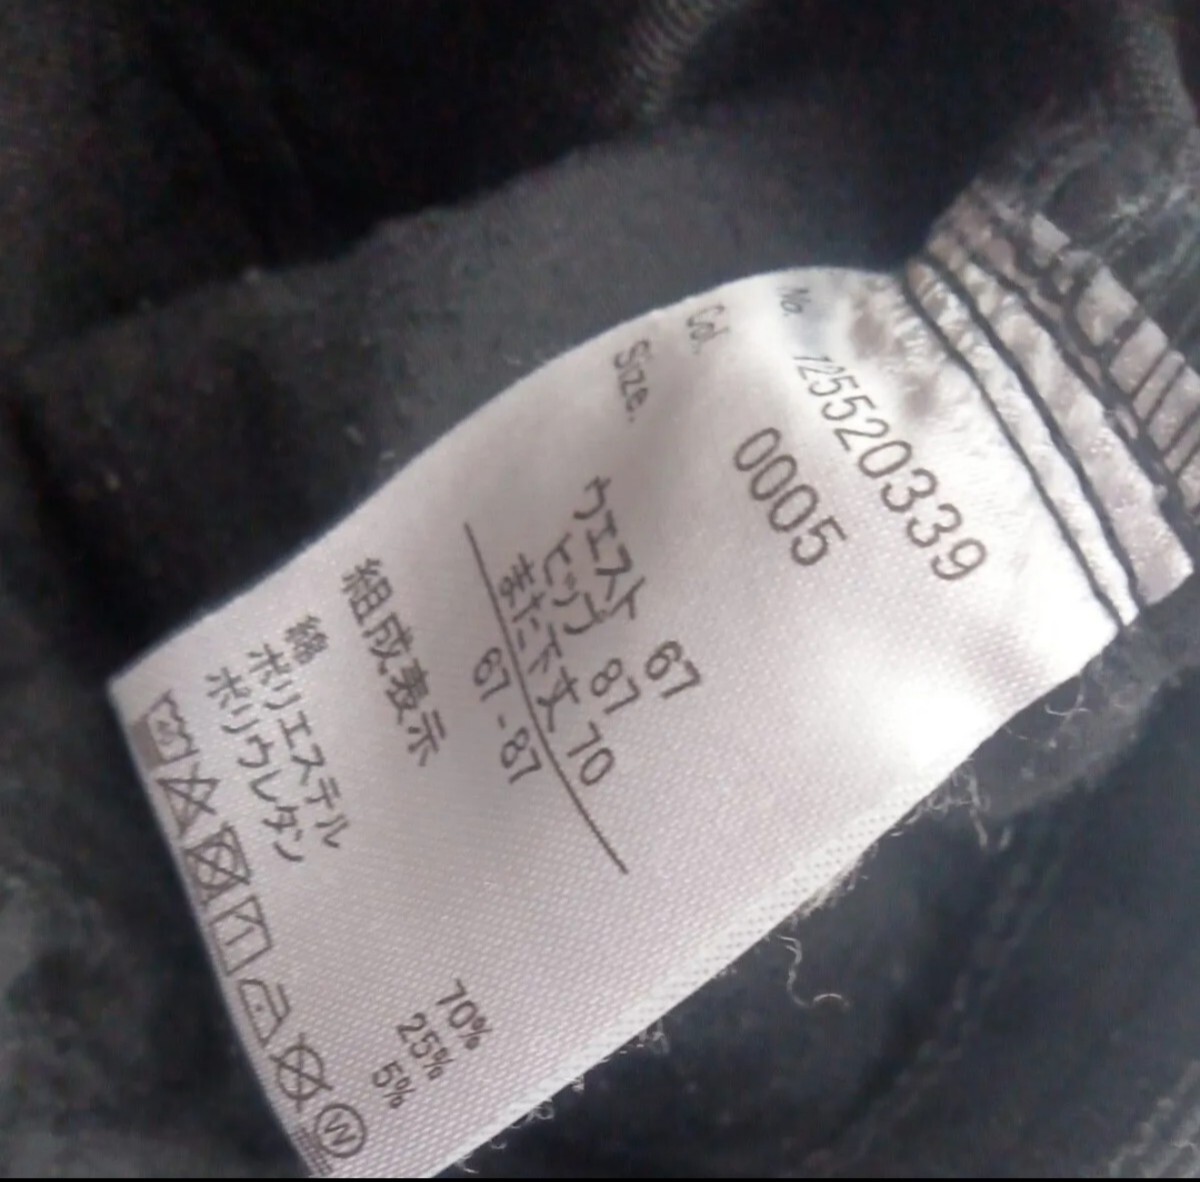 No. 125520339
Col. 0005
Size.
ウエスト 67
ヒップ 87
また下丈 70
67-87
組成表示
綿 70%
ポリエステル 25%
ポリウレタン 5%
W